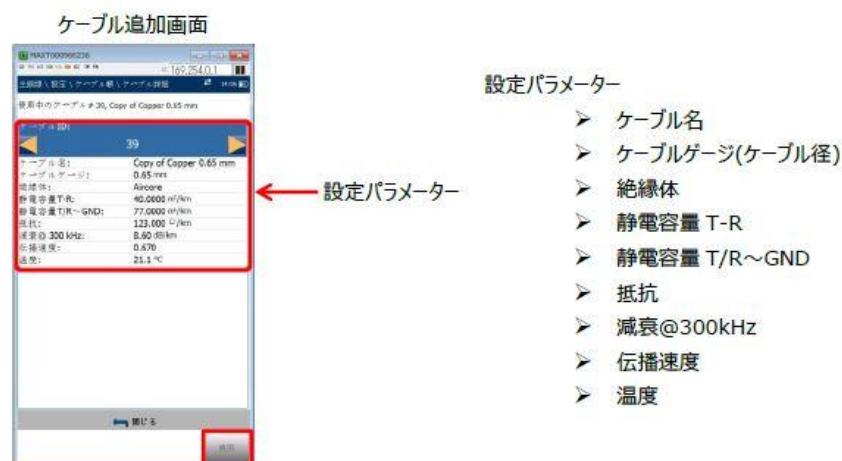 ケーブル追加画面
MAXT000966236
169.254.0.1
使用中のケーブル # 39, Copy of Copper 0.65 mm
ケーブル ID:
39
ケーブル名: Copy of Copper 0.65 mm
ケーブルゲージ: 0.65 mm
絶縁体: Aircore
静電容量T-R: 40.0000 nF/km
静電容量T/R～GND: 77.0000 nF/km
抵抗: 123.000 Ω/km
減衰@ 300 kHz: 8.60 dB/km
伝播速度: 0.670
温度: 21.1 ℃
閉じる
設定パラメーター
設定パラメーター
➢ ケーブル名
➢ ケーブルゲージ(ケーブル径)
➢ 絶縁体
➢ 静電容量 T-R
➢ 静電容量 T/R～GND
➢ 抵抗
➢ 減衰@300kHz
➢ 伝播速度
➢ 温度